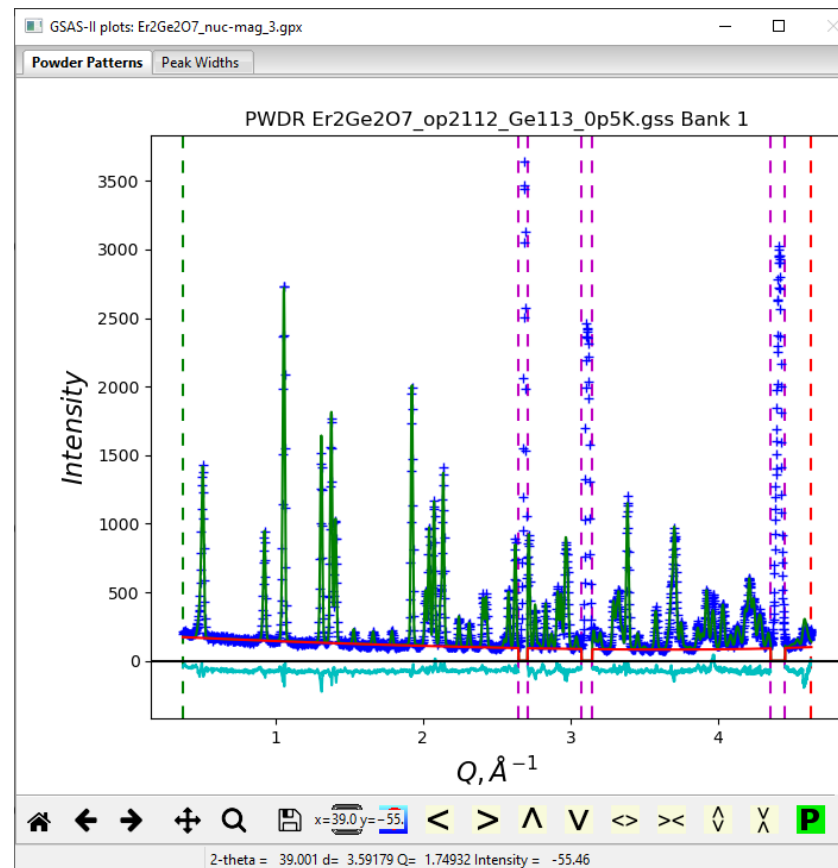 GSAS-II plots: Er2Ge2O7_nuc-mag_3.gpx
Powder Patterns Peak Widths
PWDR Er2Ge2O7_op2112_Ge113_0p5K.gss Bank 1
3500
3000
2500
2000
1500
1000
500
0
Intensity
1 2 3 4
Q, Å⁻¹
x=39.0 y=−55.
< > Λ V <> >< P
2-theta = 39.001 d= 3.59179 Q= 1.74932 Intensity = -55.46